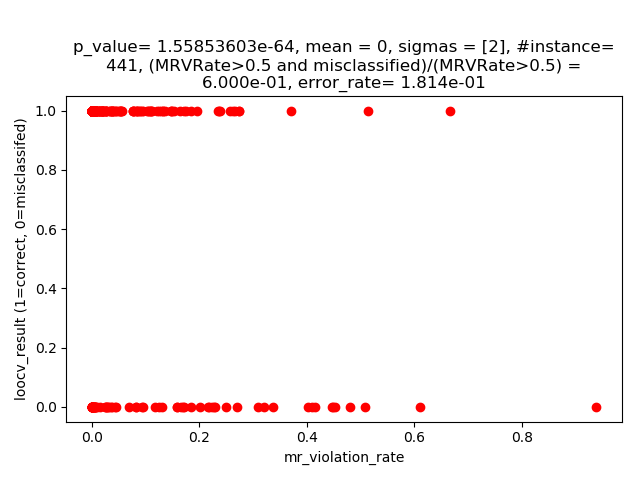 p_value= 1.55853603e-64, mean = 0, sigmas = [2], #instance=
441, (MRVRate>0.5 and misclassified)/(MRVRate>0.5) =
6.000e-01, error_rate= 1.814e-01
1.0
0.8
0.6
0.4
0.2
0.0
loocv_result (1=correct, 0=misclassifed)
0.0 0.2 0.4 0.6 0.8
mr_violation_rate